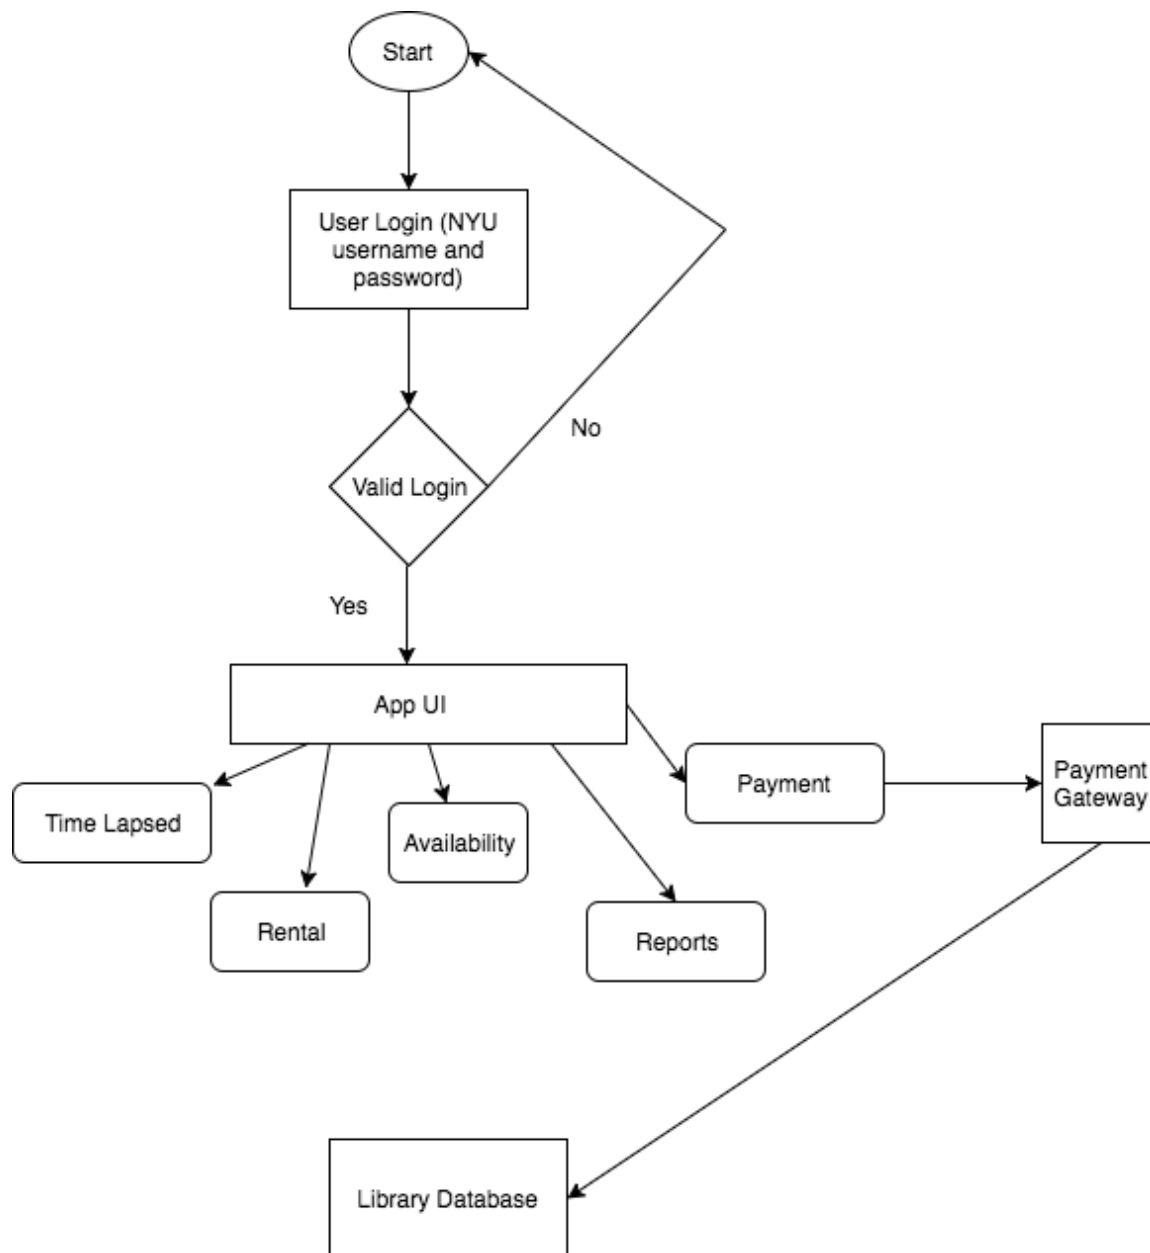 Start
User Login (NYU
username and
password)
No
Valid Login
Yes
App UI
Payment
Payment
Gateway
Time Lapsed
Availability
Rental
Reports
Library Database